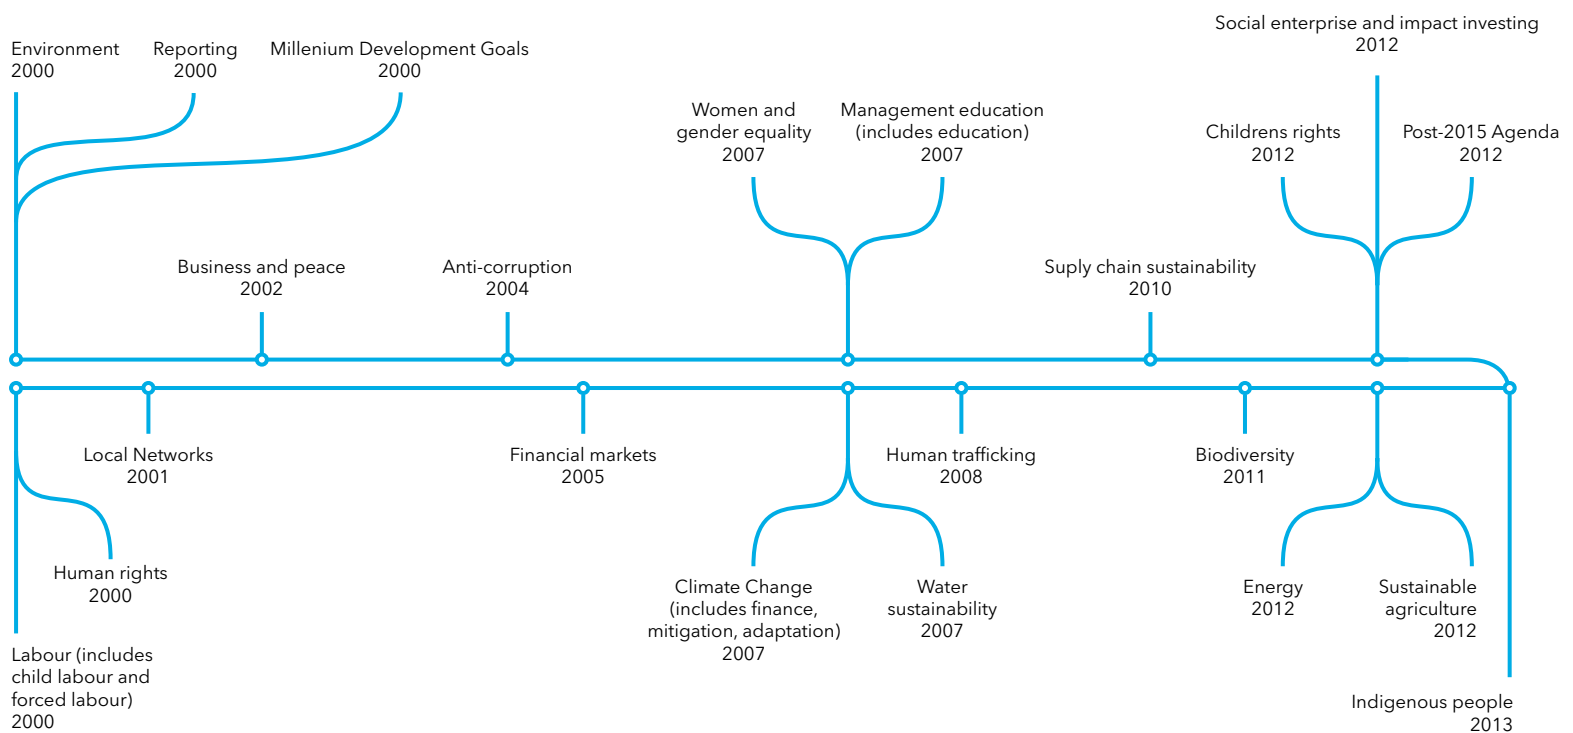 Environment
2000
Reporting
2000
Millenium Development Goals
2000
Social enterprise and impact investing
2012
Women and
gender equality
2007
Management education
(includes education)
2007
Childrens rights
2012
Post-2015 Agenda
2012
Business and peace
2002
Anti-corruption
2004
Suply chain sustainability
2010
Local Networks
2001
Financial markets
2005
Human trafficking
2008
Biodiversity
2011
Human rights
2000
Climate Change
(includes finance,
mitigation, adaptation)
2007
Water
sustainability
2007
Energy
2012
Sustainable
agriculture
2012
Labour (includes
child labour and
forced labour)
2000
Indigenous people
2013